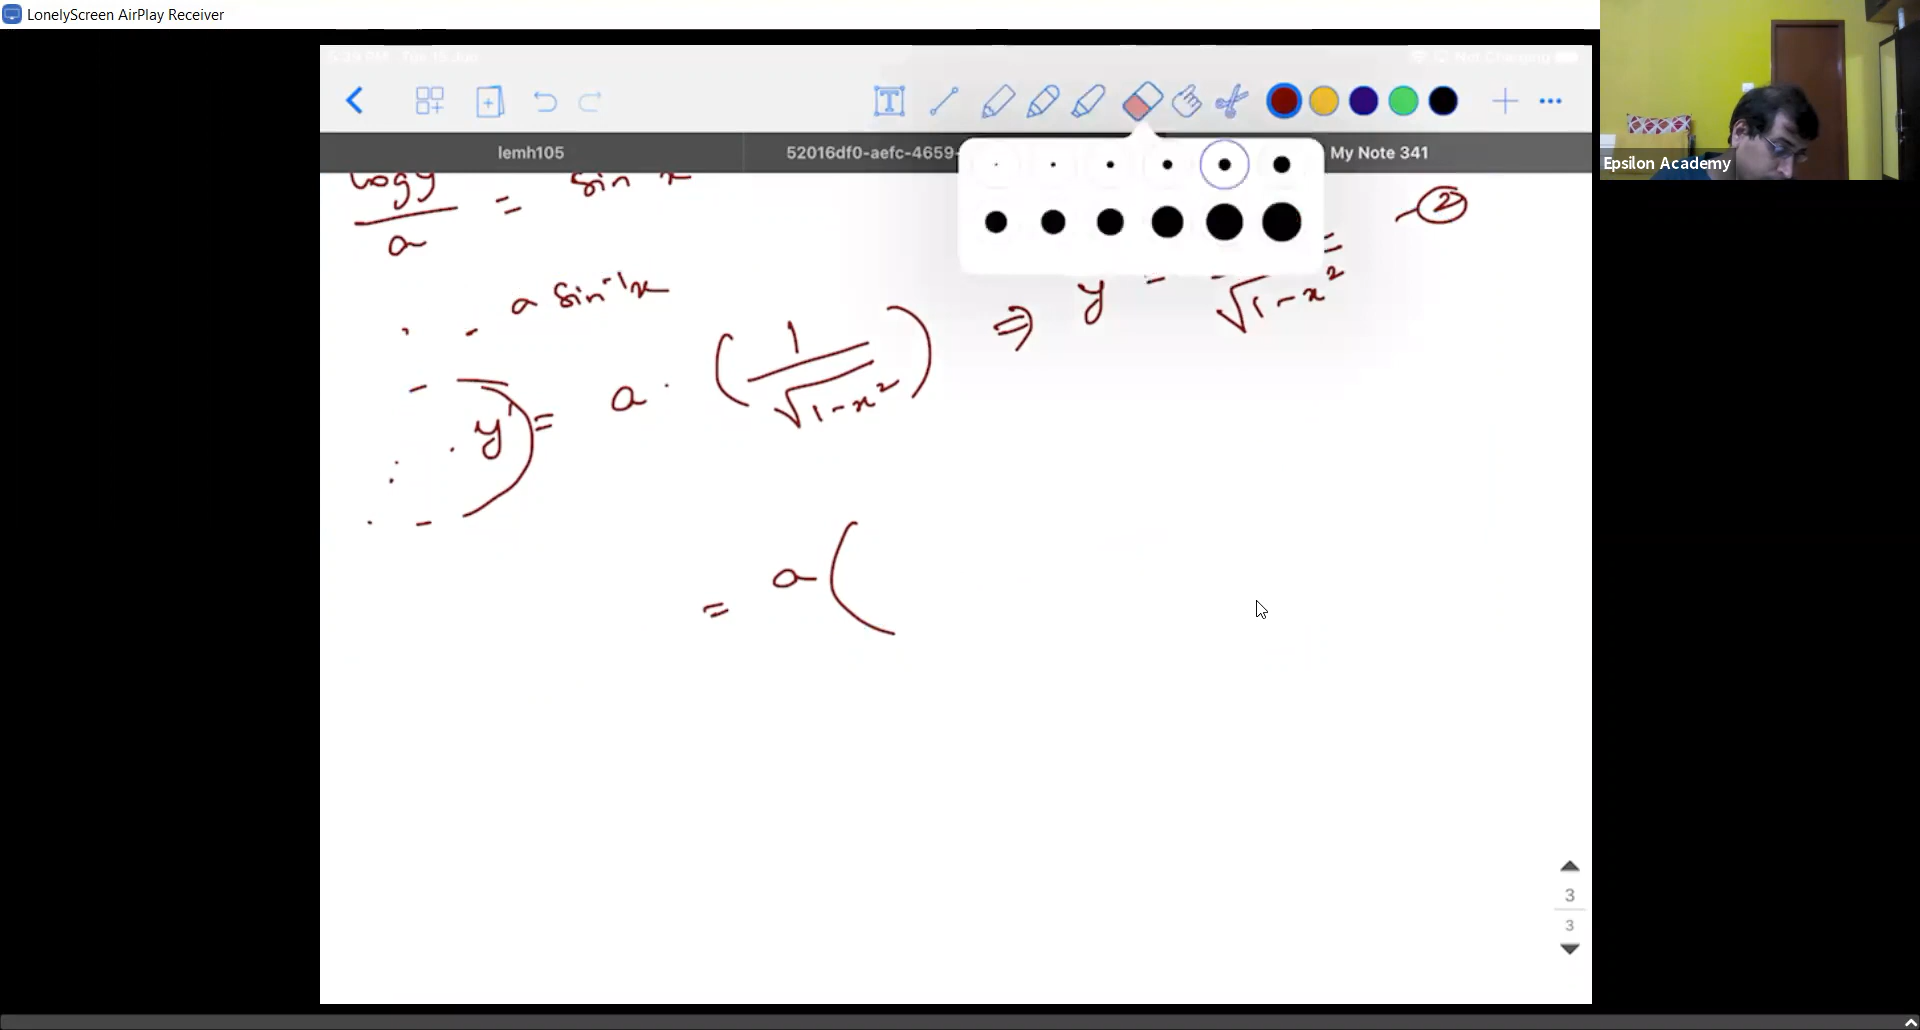 LonelyScreen AirPlay Receiver
T
lemh105
52016df0-aefc-4659-
My Note 341
Epsilon Academy
log y / a = sin x
②
a sin⁻¹x
y' = a · (1/√1-x²) ⇒ y = /√1-x²
= a (
3
3